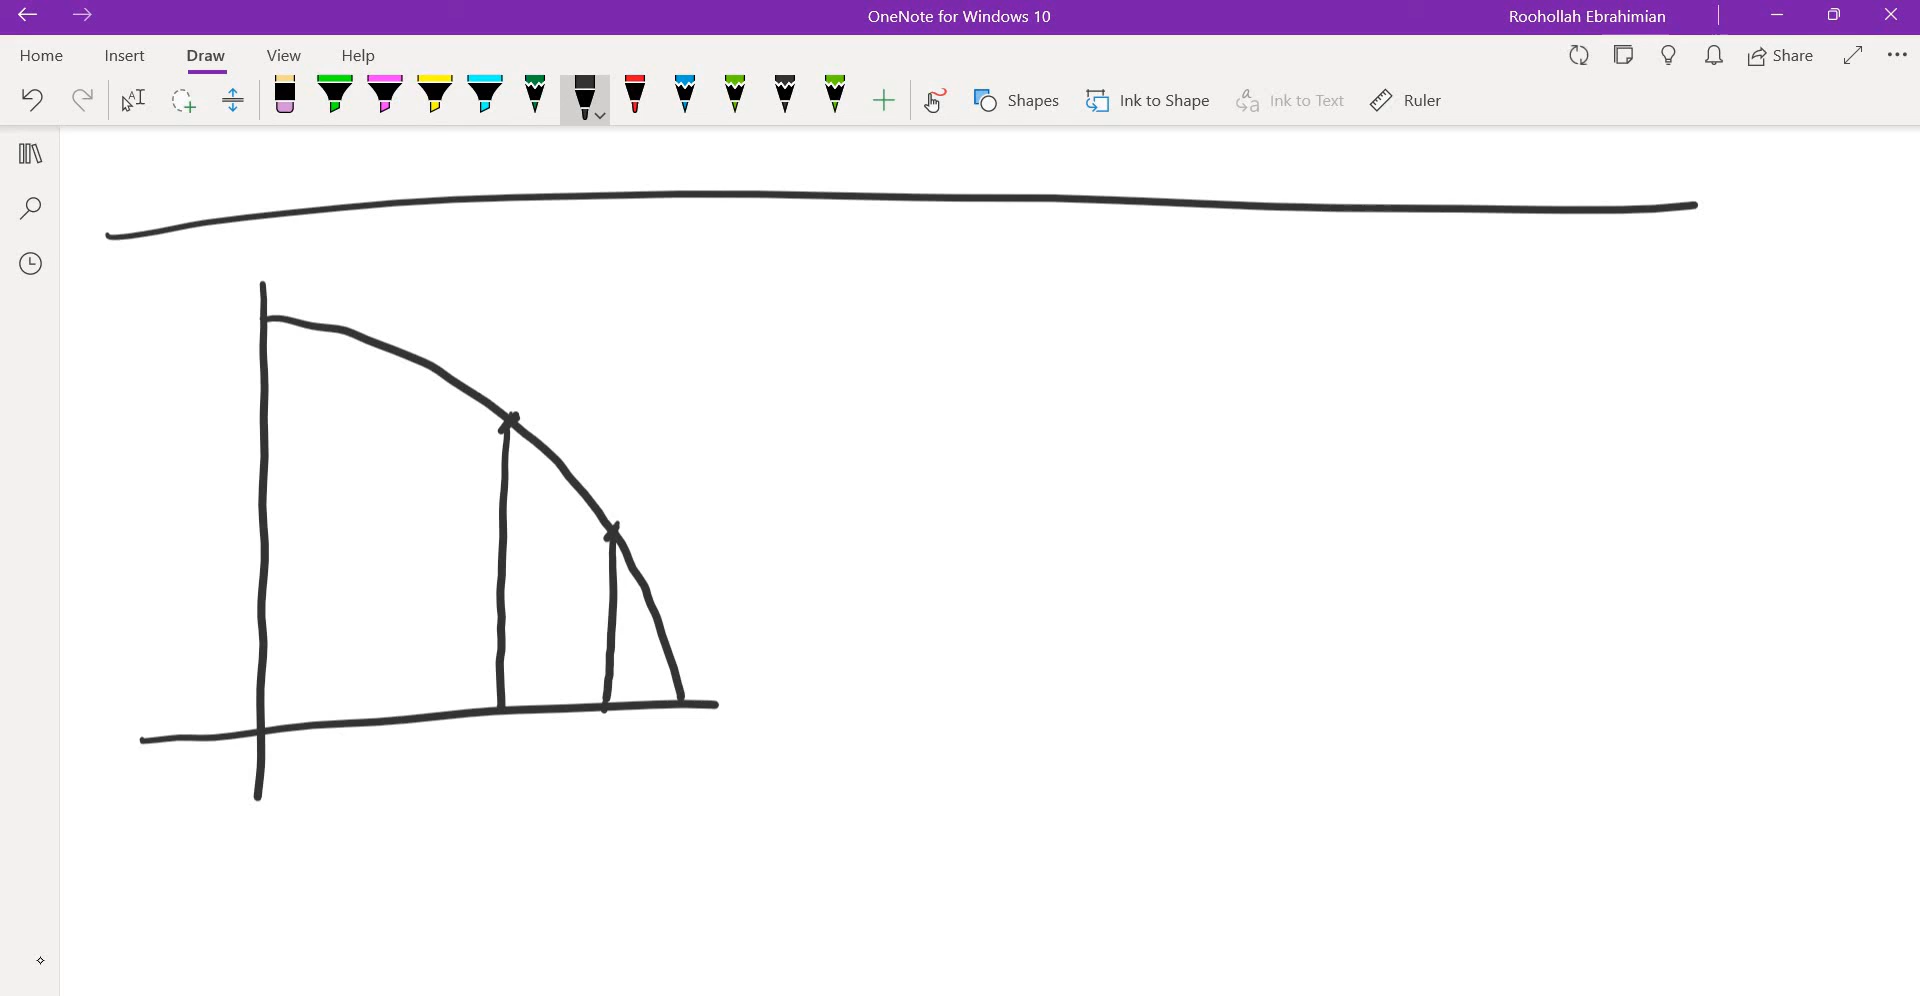 OneNote for Windows 10
Roohollah Ebrahimian
Home Insert Draw View Help
Share
Shapes Ink to Shape Ink to Text Ruler